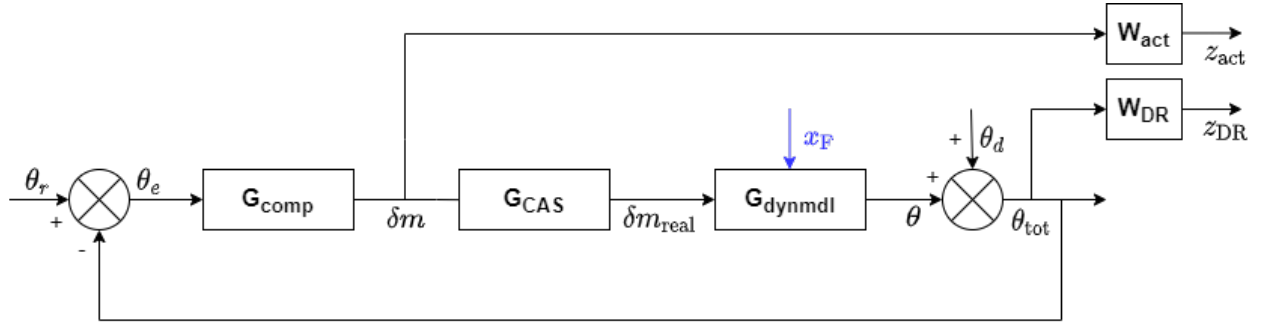 W_act
z_act
W_DR
z_DR
x_F
+
θ_d
θ_r
θ_e
+
G_comp
G_CAS
G_dynmdl
+
-
δm
δm_real
θ
θ_tot